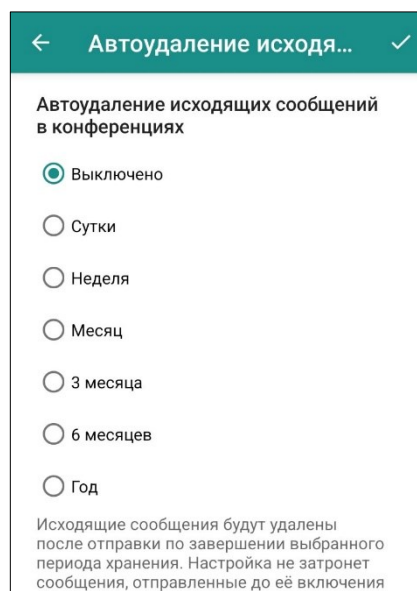 Автоудаление исходя...
Автоудаление исходящих сообщений
в конференциях
Выключено
Сутки
Неделя
Месяц
3 месяца
6 месяцев
Год
Исходящие сообщения будут удалены
после отправки по завершении выбранного
периода хранения. Настройка не затронет
сообщения, отправленные до её включения